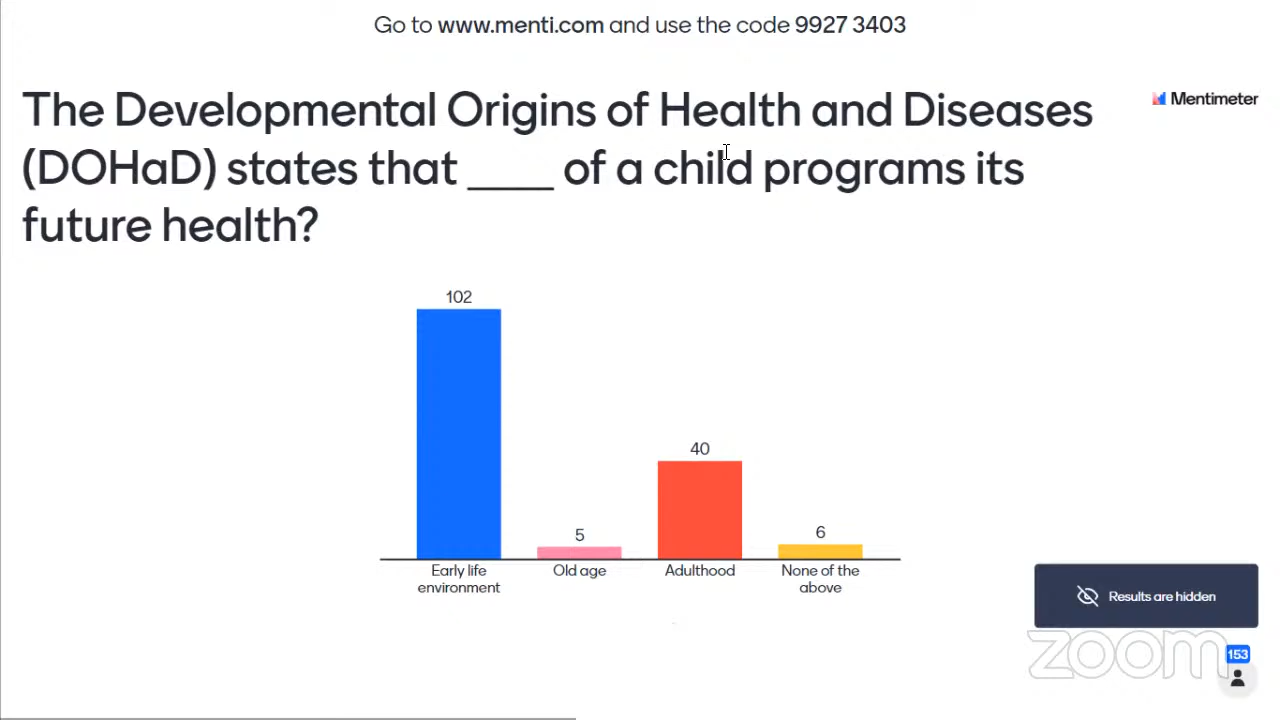 Go to www.menti.com and use the code 9927 3403
The Developmental Origins of Health and Diseases
(DOHaD) states that ____ of a child programs its
future health?
Mentimeter
102
40
5
6
Early life
environment
Old age
Adulthood
None of the
above
Results are hidden
zoom
153